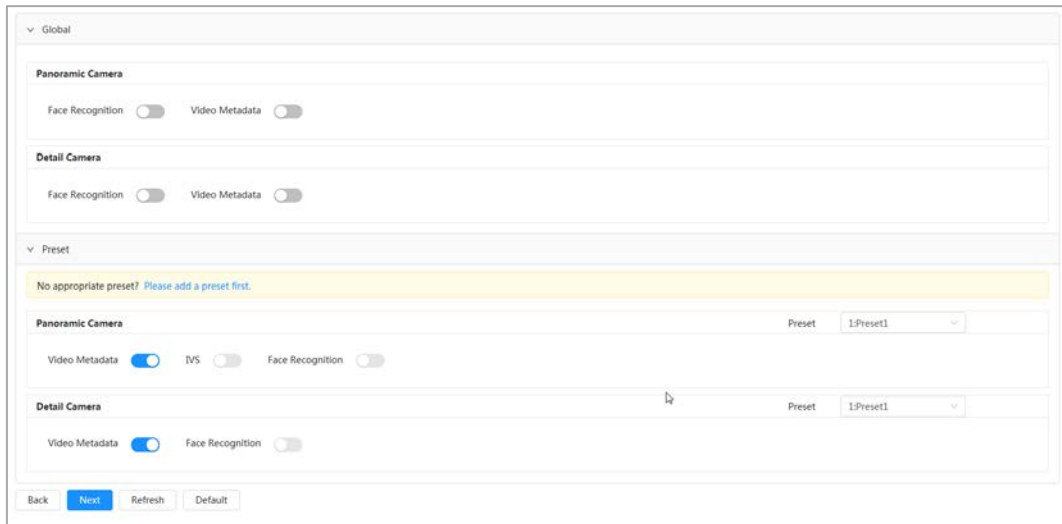 Global
Panoramic Camera
Face Recognition Video Metadata
Detail Camera
Face Recognition Video Metadata
Preset
No appropriate preset? Please add a preset first.
Panoramic Camera Preset 1:Preset1
Video Metadata IVS Face Recognition
Detail Camera Preset 1:Preset1
Video Metadata Face Recognition
Back Next Refresh Default